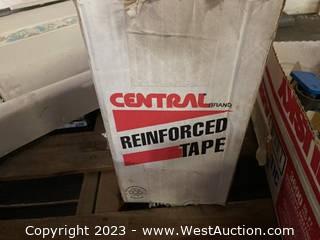 CENTRAL BRAND
REINFORCED
TAPE
Copyright 2023 - www.WestAuction.com